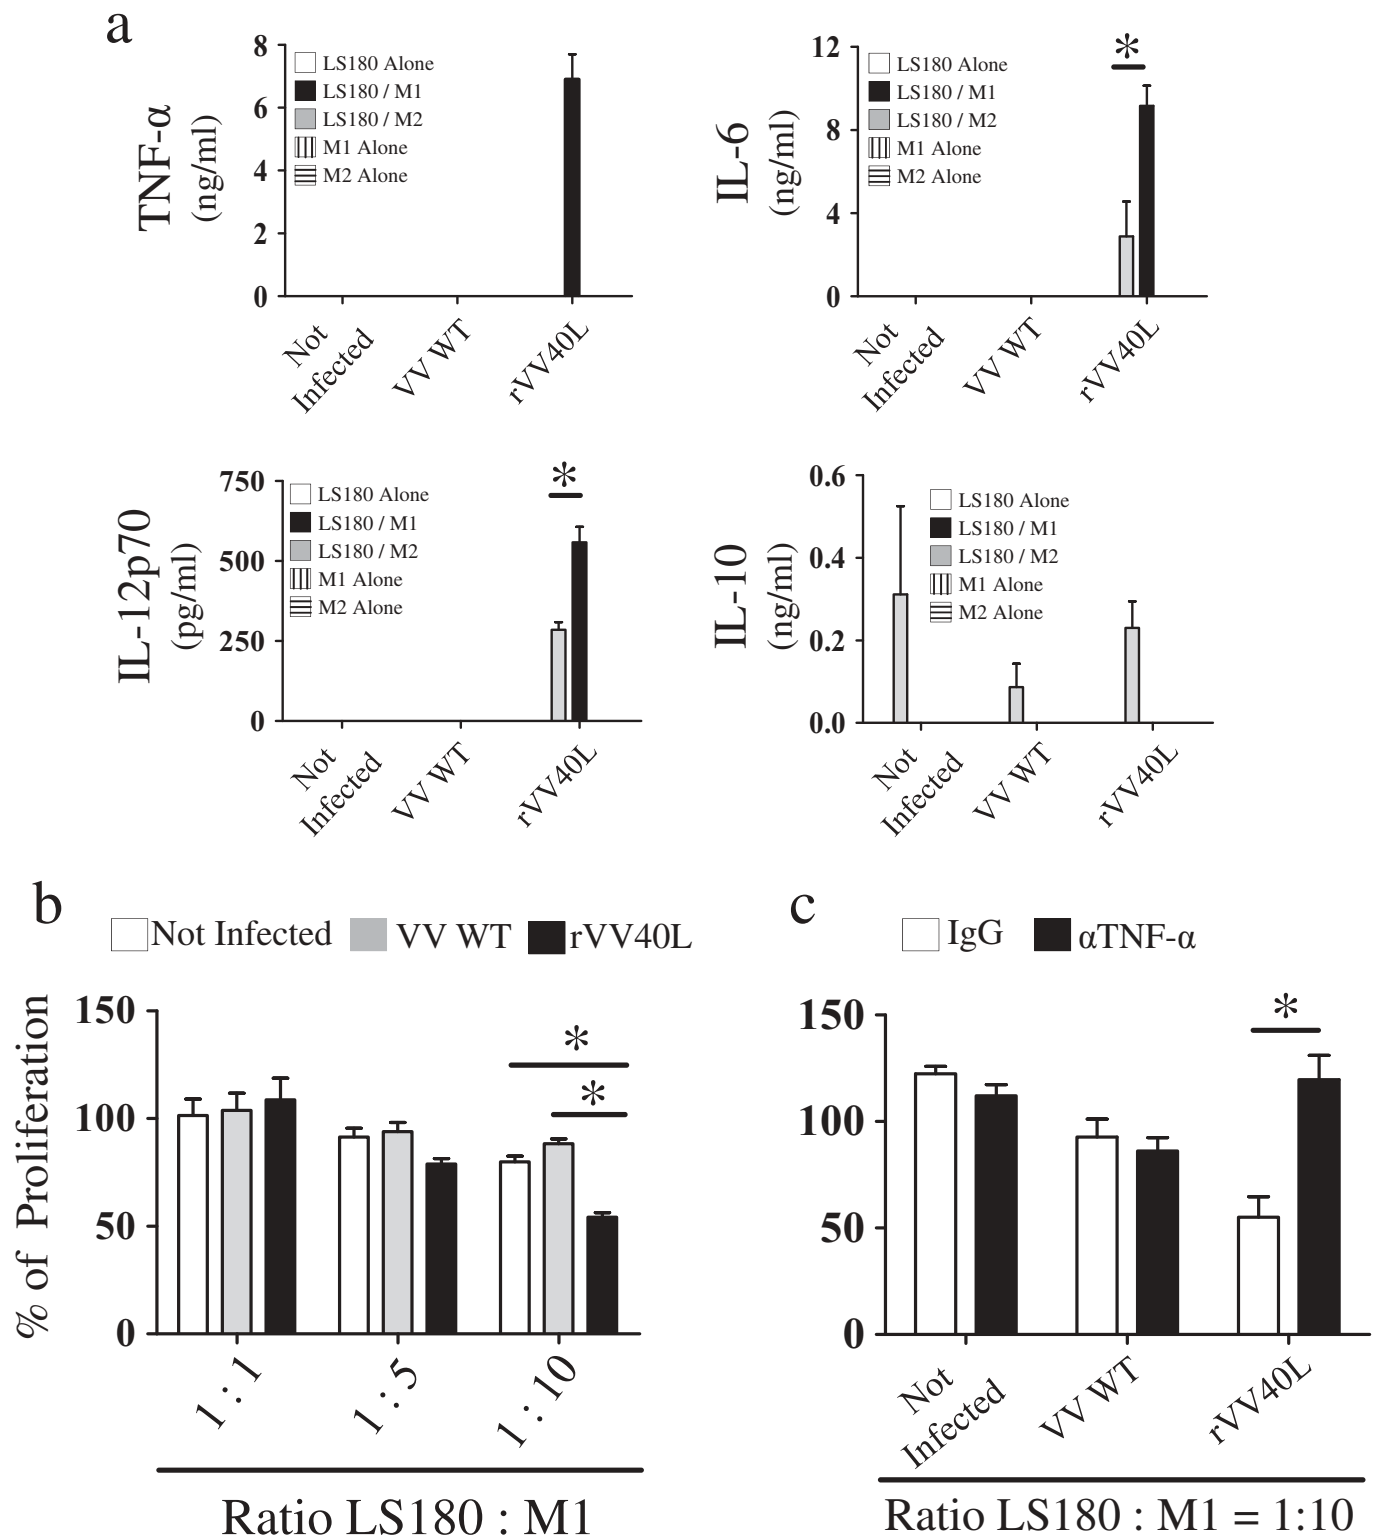 a
TNF-α
(ng/ml)
8
6
4
2
0
LS180 Alone
LS180 / M1
LS180 / M2
M1 Alone
M2 Alone
Not
Infected
VV WT
rVV40L
IL-6
(ng/ml)
12
8
4
0
LS180 Alone
LS180 / M1
LS180 / M2
M1 Alone
M2 Alone
*
Not
Infected
VV WT
rVV40L
IL-12p70
(pg/ml)
750
500
250
0
LS180 Alone
LS180 / M1
LS180 / M2
M1 Alone
M2 Alone
*
Not
Infected
VV WT
rVV40L
IL-10
(ng/ml)
0.6
0.4
0.2
0.0
LS180 Alone
LS180 / M1
LS180 / M2
M1 Alone
M2 Alone
Not
Infected
VV WT
rVV40L
b
Not Infected VV WT rVV40L
% of Proliferation
150
100
50
0
*
*
1 : 1
1 : 5
1 : 10
Ratio LS180 : M1
c
IgG αTNF-α
150
100
50
0
*
Not
Infected
VV WT
rVV40L
Ratio LS180 : M1 = 1:10